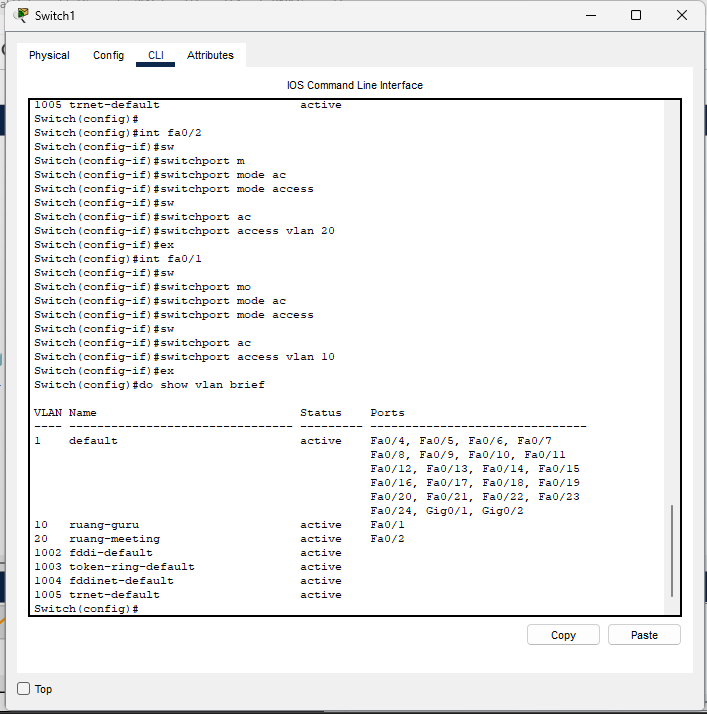 Switch1
Physical Config CLI Attributes
IOS Command Line Interface
1005 trnet-default                    active
Switch(config)#
Switch(config)#int fa0/2
Switch(config-if)#sw
Switch(config-if)#switchport m
Switch(config-if)#switchport mode ac
Switch(config-if)#switchport mode access
Switch(config-if)#sw
Switch(config-if)#switchport ac
Switch(config-if)#switchport access vlan 20
Switch(config-if)#ex
Switch(config)#int fa0/1
Switch(config-if)#sw
Switch(config-if)#switchport mo
Switch(config-if)#switchport mode ac
Switch(config-if)#switchport mode access
Switch(config-if)#sw
Switch(config-if)#switchport ac
Switch(config-if)#switchport access vlan 10
Switch(config-if)#ex
Switch(config)#do show vlan brief
VLAN Name                             Status    Ports
---- -------------------------------- --------- -------------------------------
1    default                          active    Fa0/4, Fa0/5, Fa0/6, Fa0/7
Fa0/8, Fa0/9, Fa0/10, Fa0/11
Fa0/12, Fa0/13, Fa0/14, Fa0/15
Fa0/16, Fa0/17, Fa0/18, Fa0/19
Fa0/20, Fa0/21, Fa0/22, Fa0/23
Fa0/24, Gig0/1, Gig0/2
10   ruang-guru                       active    Fa0/1
20   ruang-meeting                    active    Fa0/2
1002 fddi-default                     active
1003 token-ring-default               active
1004 fddinet-default                  active
1005 trnet-default                    active
Switch(config)#
Copy Paste
Top